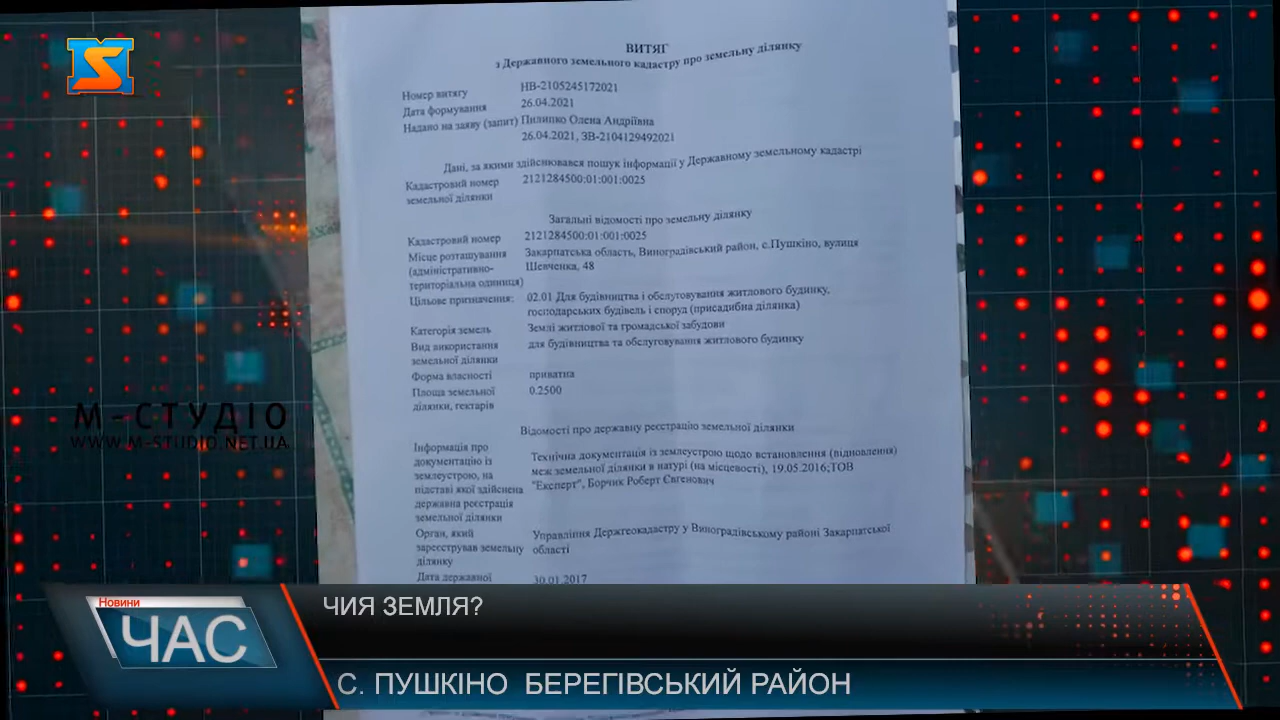 ВИТЯГ
з Державного земельного кадастру про земельну ділянку
Номер витягу НВ-2105245172021
Дата формування 26.04.2021
Надано на заяву (запит) Пилипко Олена Андріївна
26.04.2021, ЗВ-2104129492021
Дані, за якими здійснювався пошук інформації у Державному земельному кадастрі
Кадастровий номер 2121284500:01:001:0025
земельної ділянки
Загальні відомості про земельну ділянку
Кадастровий номер 2121284500:01:001:0025
Місце розташування Закарпатська область, Виноградівський район, с.Пушкіно, вулиця
(адміністративно- Шевченка, 48
територіальна одиниця)
Цільове призначення: 02.01 Для будівництва і обслуговування житлового будинку,
господарських будівель і споруд (присадибна ділянка)
Категорія земель Землі житлової та громадської забудови
Вид використання для будівництва та обслуговування житлового будинку
земельної ділянки
Форма власності приватна
Площа земельної 0.2500
ділянки, гектарів
Відомості про державну реєстрацію земельної ділянки
Інформація про
документацію із Технічна документація із землеустрою щодо встановлення (відновлення)
землеустрою, на меж земельної ділянки в натурі (на місцевості), 19.05.2016;ТОВ
підставі якої здійснена "Експерт", Борчик Роберт Євгенович
державна реєстрація
земельної ділянки
Орган, який Управління Держгеокадастру у Виноградівському районі Закарпатської
зареєстрував земельну області
ділянку
Дата державної 30.01.2017
М-СТУДІО
WWW.M-STUDIO.NET.UA
Новини
ЧАС
ЧИЯ ЗЕМЛЯ?
С. ПУШКІНО БЕРЕГІВСЬКИЙ РАЙОН